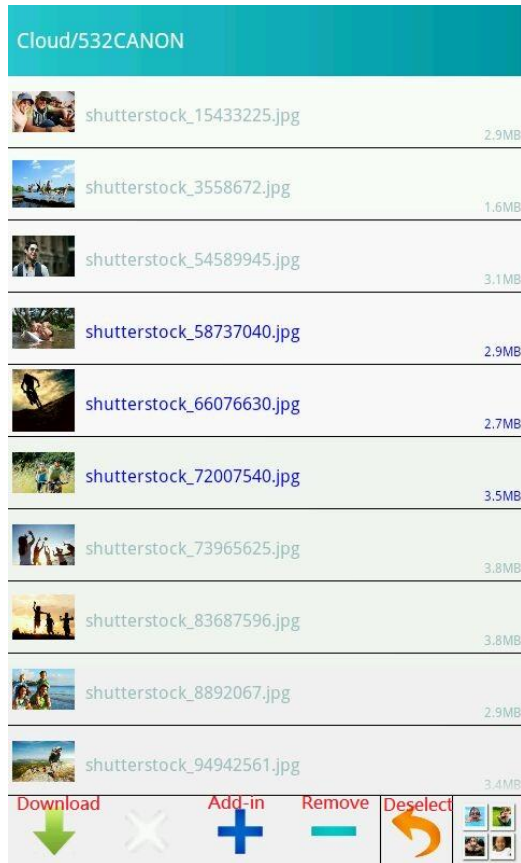 Cloud/532CANON
shutterstock_15433225.jpg
2.9MB
shutterstock_3558672.jpg
1.6MB
shutterstock_54589945.jpg
3.1MB
shutterstock_58737040.jpg
2.9MB
shutterstock_66076630.jpg
2.7MB
shutterstock_72007540.jpg
3.5MB
shutterstock_73965625.jpg
3.8MB
shutterstock_83687596.jpg
3.8MB
shutterstock_8892067.jpg
2.9MB
shutterstock_94942561.jpg
3.4MB
Download Add-in Remove Deselect